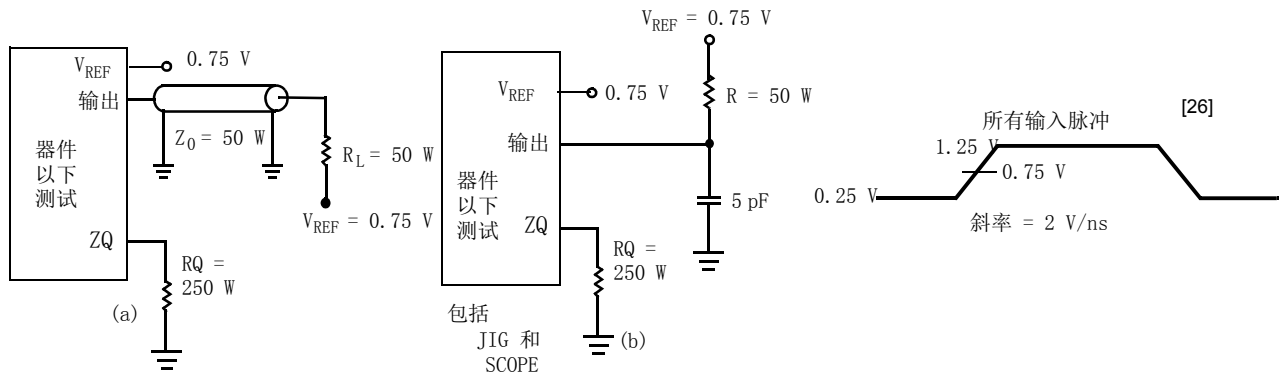 V_REF
0.75 V
输出
Z_0 = 50 W
器件
以下
测试
R_L = 50 W
V_REF = 0.75 V
ZQ
RQ =
250 W
(a)
V_REF = 0.75 V
V_REF
0.75 V
R = 50 W
输出
器件
以下
测试
5 pF
ZQ
RQ =
250 W
包括
JIG 和
SCOPE
(b)
[26]
所有输入脉冲
1.25 V
0.75 V
0.25 V
斜率 = 2 V/ns